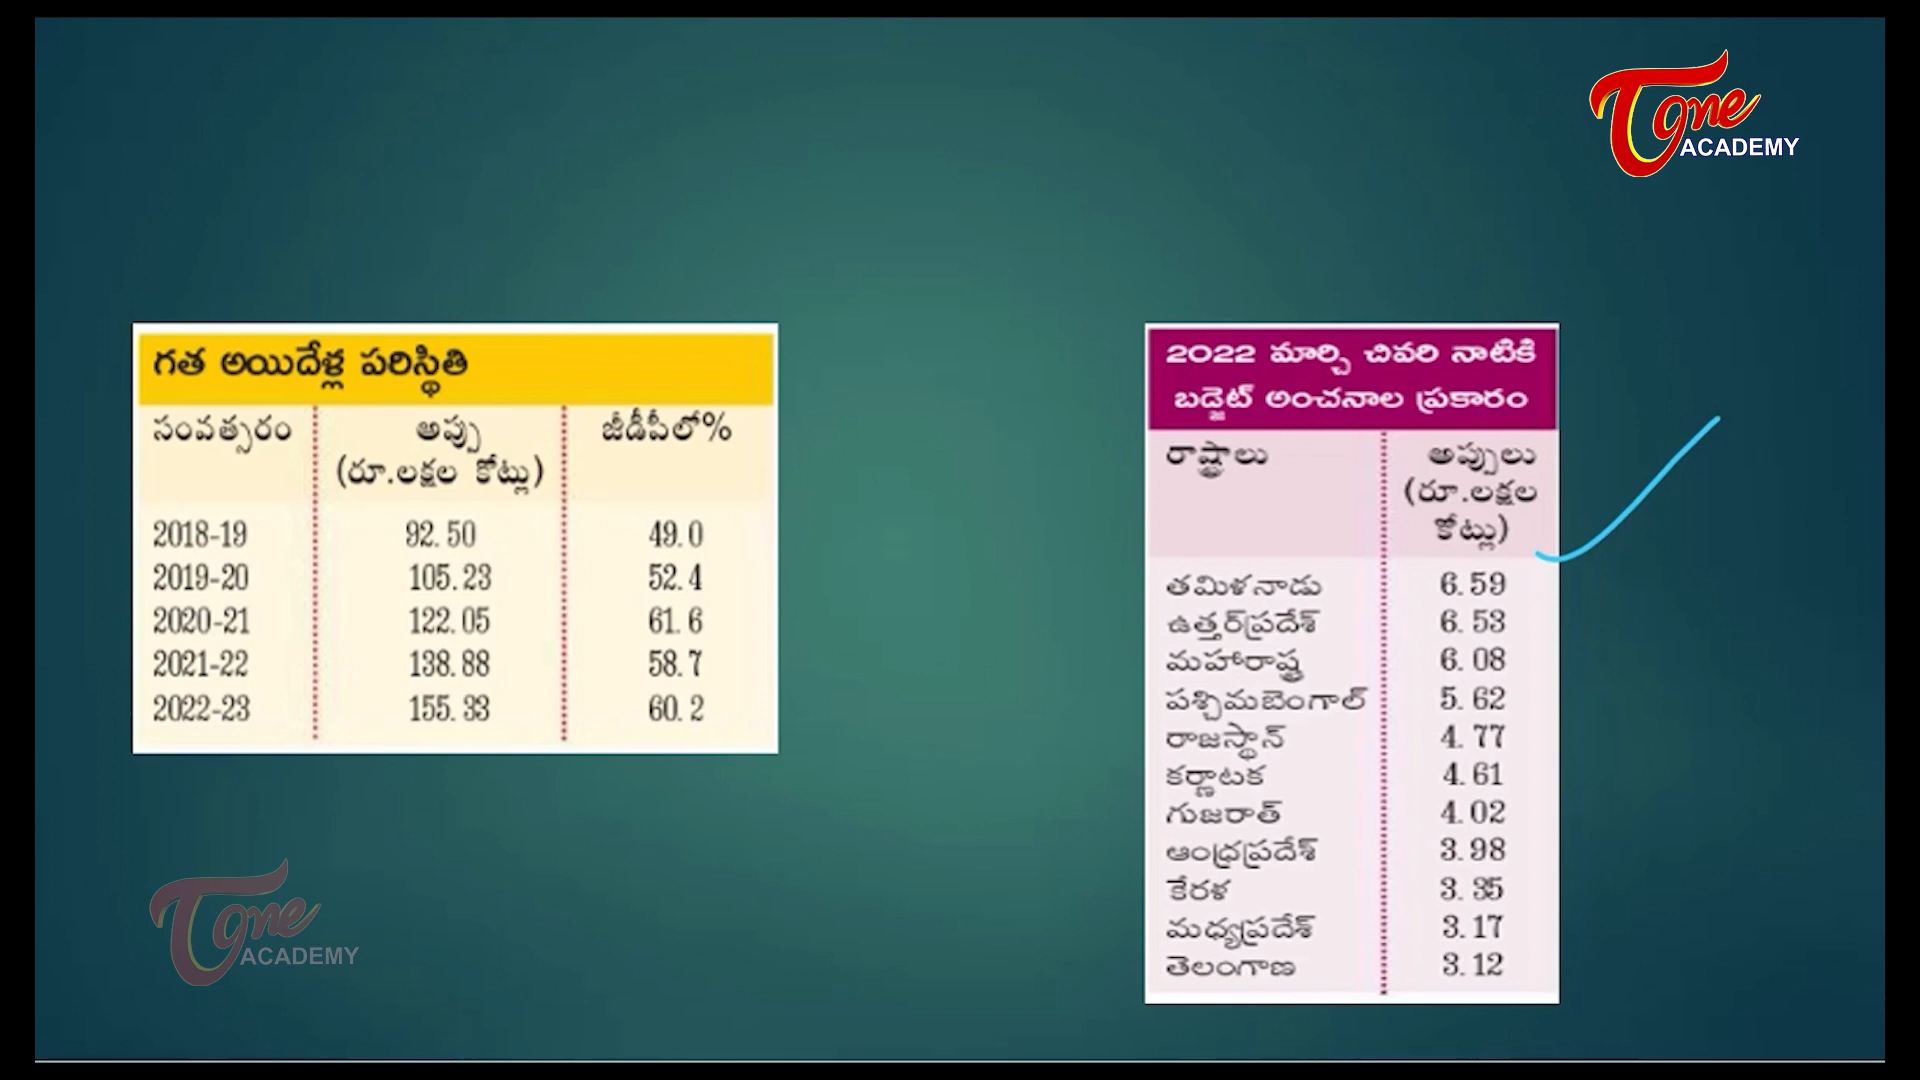 Tone
ACADEMY
గత అయిదేళ్ల పరిస్థితి
సంవత్సరం అప్పు జీడీపీలో%
(రూ.లక్షల కోట్లు)
2018-19 92.50 49.0
2019-20 105.23 52.4
2020-21 122.05 61.6
2021-22 138.88 58.7
2022-23 155.33 60.2
2022 మార్చి చివరి నాటికి
బడ్జెట్ అంచనాల ప్రకారం
రాష్ట్రాలు అప్పులు
(రూ.లక్షల
కోట్లు)
తమిళనాడు 6.59
ఉత్తర్‌ప్రదేశ్ 6.53
మహారాష్ట్ర 6.08
పశ్చిమబెంగాల్ 5.62
రాజస్థాన్ 4.77
కర్ణాటక 4.61
గుజరాత్ 4.02
ఆంధ్రప్రదేశ్ 3.98
కేరళ 3.35
మధ్యప్రదేశ్ 3.17
తెలంగాణ 3.12
Tone
ACADEMY